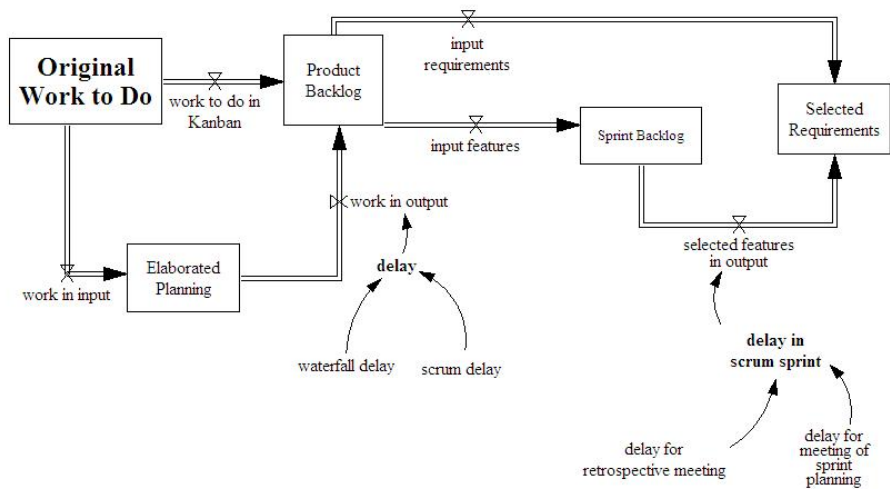 Original
Work to Do
work to do in
Kanban
Product
Backlog
input
requirements
Selected
Requirements
input features
Sprint Backlog
work in output
selected features
in output
Elaborated
Planning
work in input
delay
waterfall delay
scrum delay
delay in
scrum sprint
delay for
retrospective meeting
delay for
meeting of
sprint
planning